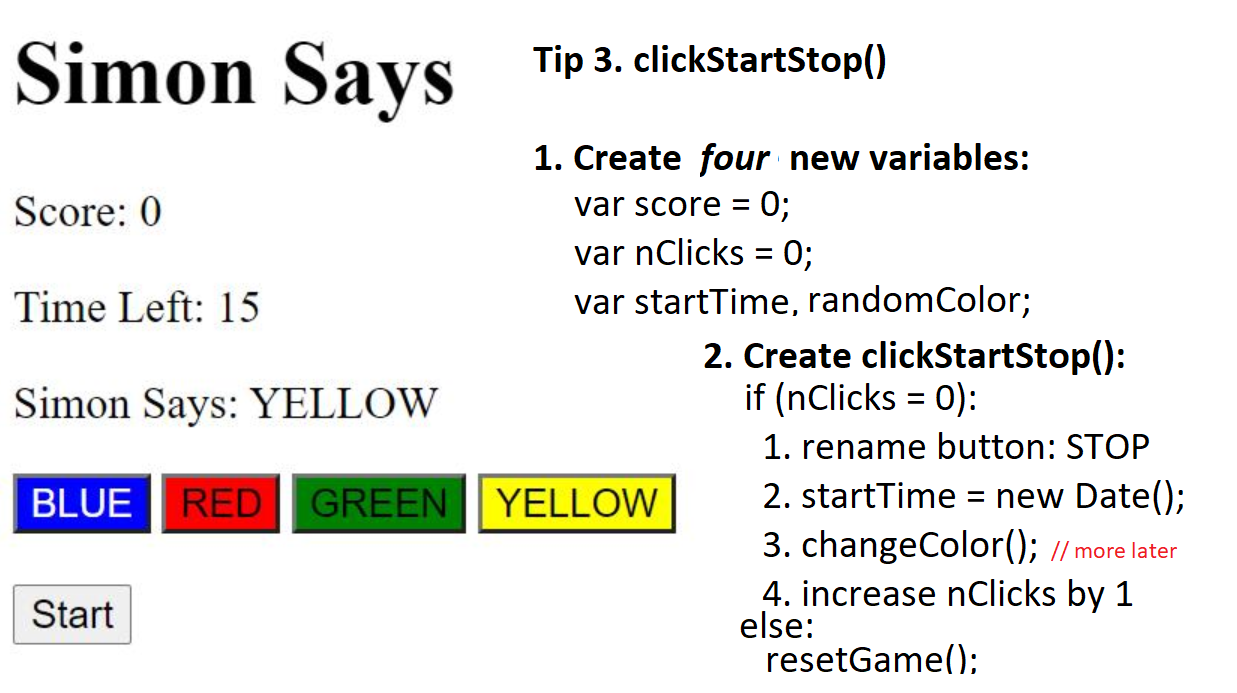 Simon Says
Score: 0
Time Left: 15
Simon Says: YELLOW
BLUE RED GREEN YELLOW
Start
Tip 3. clickStartStop()
1. Create four new variables:
var score = 0;
var nClicks = 0;
var startTime, randomColor;
2. Create clickStartStop():
if (nClicks = 0):
1. rename button: STOP
2. startTime = new Date();
3. changeColor(); // more later
4. increase nClicks by 1
else:
resetGame();